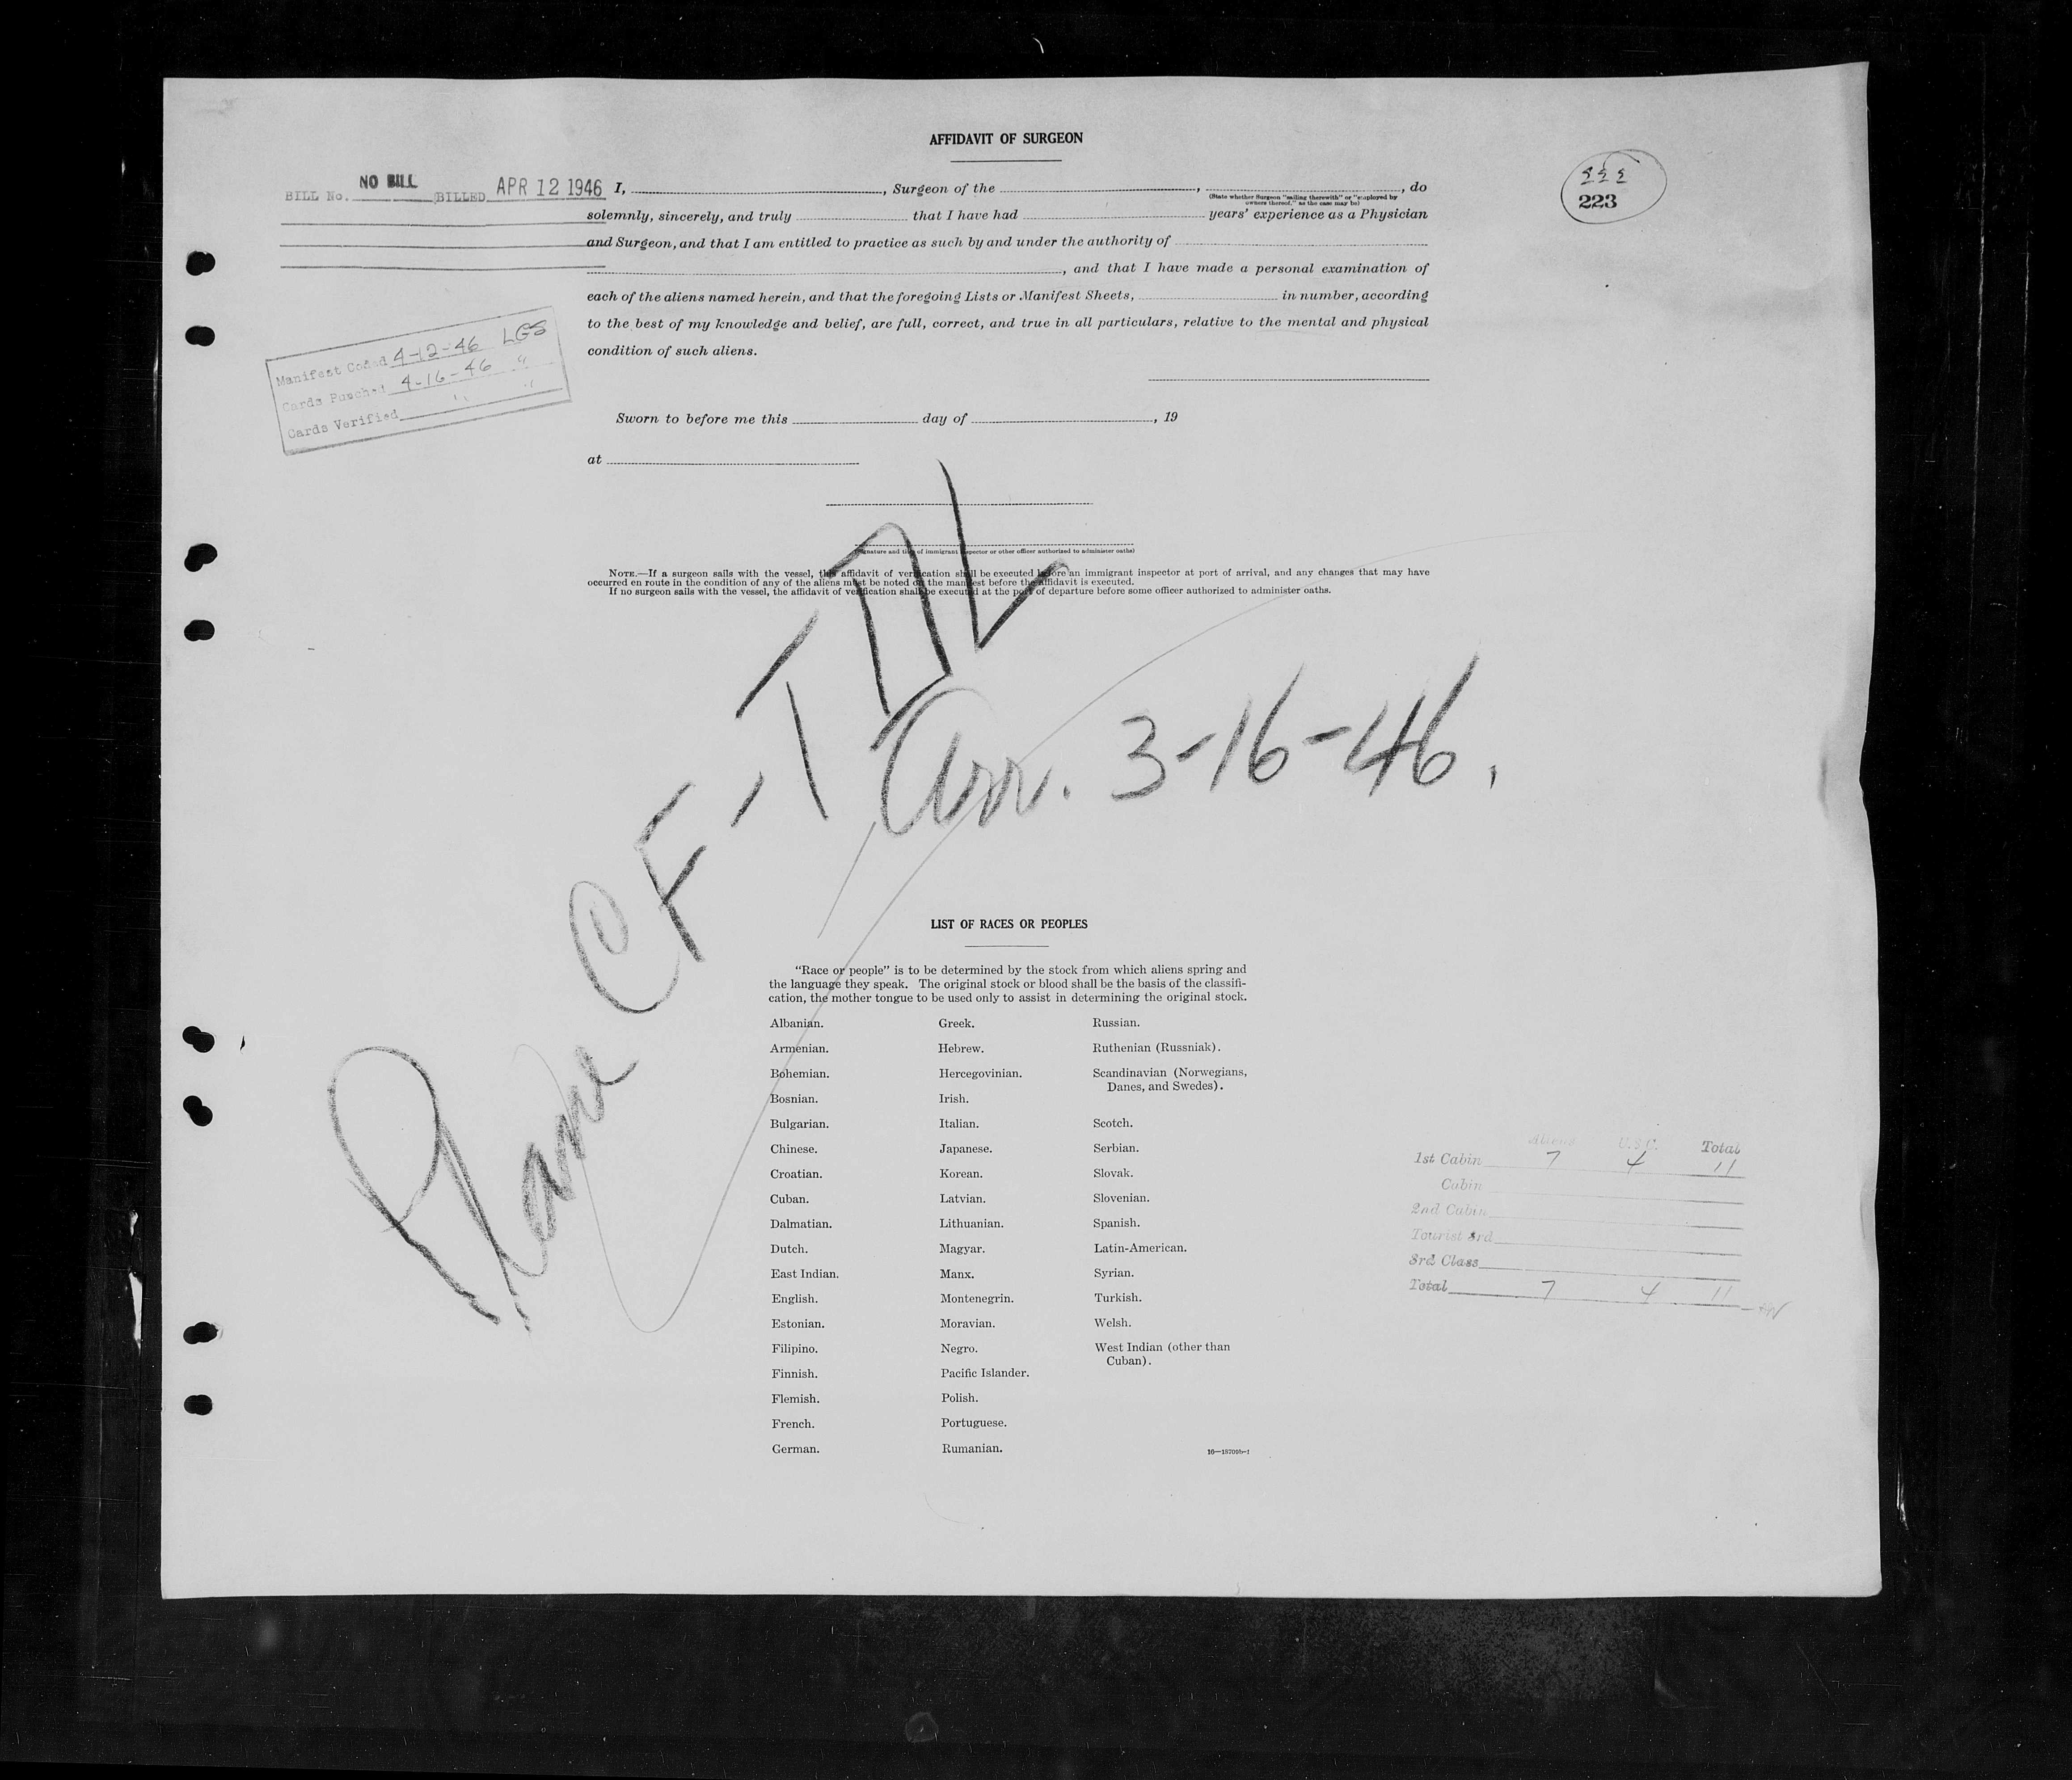 AFFIDAVIT OF SURGEON
BILL No. NO BILL BILLED APR 12 1946
223
I, , Surgeon of the , , do
(State whether Surgeon "sailing therewith" or "employed by
owners thereof," as the case may be)
solemnly, sincerely, and truly that I have had years' experience as a Physician
and Surgeon, and that I am entitled to practice as such by and under the authority of
, and that I have made a personal examination of
each of the aliens named herein, and that the foregoing Lists or Manifest Sheets, in number, according
to the best of my knowledge and belief, are full, correct, and true in all particulars, relative to the mental and physical
condition of such aliens.
Manifest Coded 4-12-46 LGS
Cards Punched 4-16-46 "
Cards Verified " "
Sworn to before me this day of , 19
at
(Signature and title of immigrant inspector or other officer authorized to administer oaths)
NOTE.—If a surgeon sails with the vessel, this affidavit of verification shall be executed before an immigrant inspector at port of arrival, and any changes that may have
occurred en route in the condition of any of the aliens must be noted on the manifest before the affidavit is executed.
If no surgeon sails with the vessel, the affidavit of verification shall be executed at the port of departure before some officer authorized to administer oaths.
Plane CF-TDL
Arr. 3-16-46.
LIST OF RACES OR PEOPLES
"Race or people" is to be determined by the stock from which aliens spring and
the language they speak. The original stock or blood shall be the basis of the classifi-
cation, the mother tongue to be used only to assist in determining the original stock.
Albanian.
Armenian.
Bohemian.
Bosnian.
Bulgarian.
Chinese.
Croatian.
Cuban.
Dalmatian.
Dutch.
East Indian.
English.
Estonian.
Filipino.
Finnish.
Flemish.
French.
German.
Greek.
Hebrew.
Hercegovinian.
Irish.
Italian.
Japanese.
Korean.
Latvian.
Lithuanian.
Magyar.
Manx.
Montenegrin.
Moravian.
Negro.
Pacific Islander.
Polish.
Portuguese.
Rumanian.
Russian.
Ruthenian (Russniak).
Scandinavian (Norwegians,
Danes, and Swedes).
Scotch.
Serbian.
Slovak.
Slovenian.
Spanish.
Latin-American.
Syrian.
Turkish.
Welsh.
West Indian (other than
Cuban).
Aliens U.S.C. Total
1st Cabin 7 4 11
Cabin
2nd Cabin
Tourist 3rd
3rd Class
Total 7 4 11